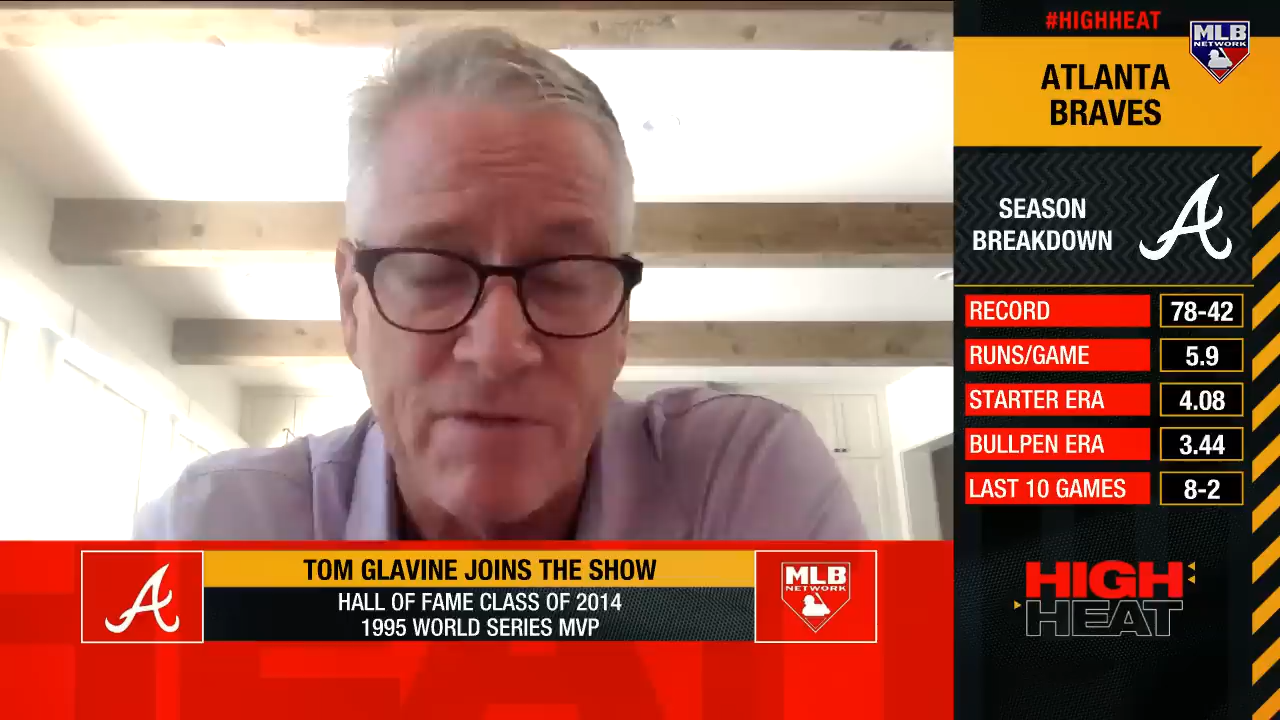 #HIGHHEAT
MLB
NETWORK
ATLANTA
BRAVES
SEASON
BREAKDOWN
A
RECORD 78-42
RUNS/GAME 5.9
STARTER ERA 4.08
BULLPEN ERA 3.44
LAST 10 GAMES 8-2
HIGH
HEAT
A
TOM GLAVINE JOINS THE SHOW
HALL OF FAME CLASS OF 2014
1995 WORLD SERIES MVP
MLB
NETWORK
HEAT